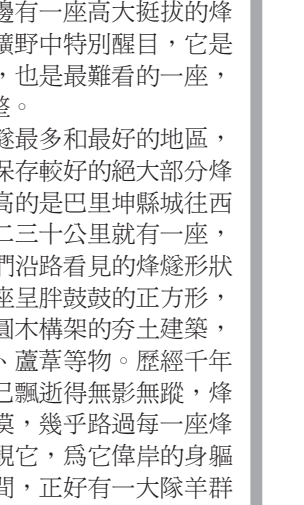 邊有一座高大挺拔的烽
曠野中特別醒目，它是
，也是最難看的一座，
整。
燧最多和最好的地區，
保存較好的絕大部分烽
高的是巴里坤縣城往西
二三十公里就有一座，
們沿路看見的烽燧形狀
座呈胖鼓鼓的正方形，
圓木構架的夯土建築，
、蘆葦等物。歷經千年
已飄逝得無影無蹤，烽
漠，幾乎路過每一座烽
視它，爲它偉岸的身軀
間，正好有一大隊羊群